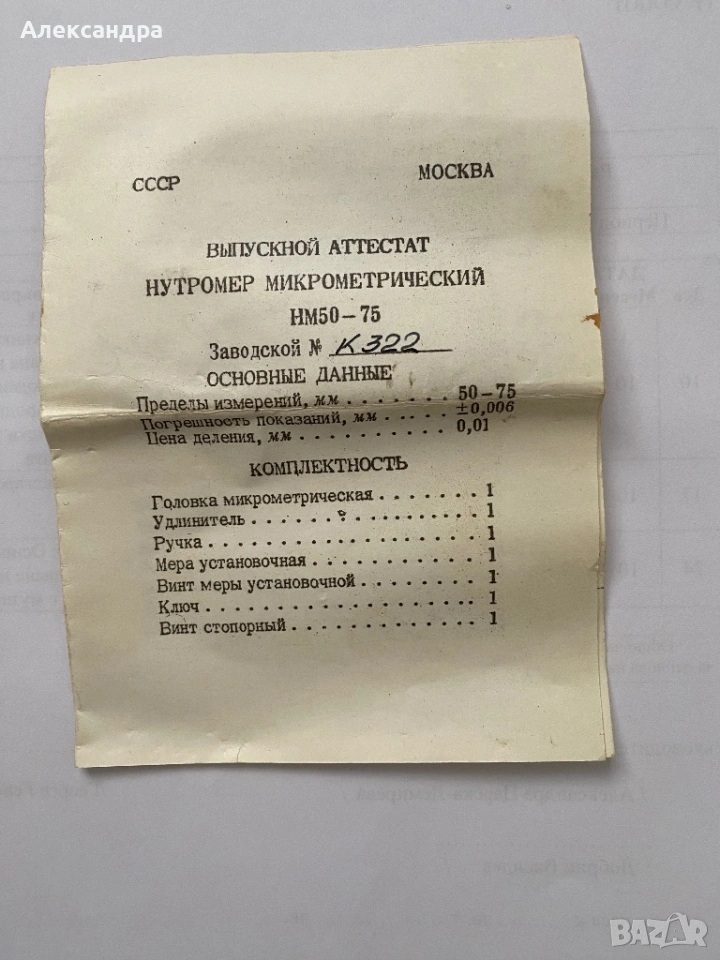 Александра
СССР МОСКВА
ВЫПУСКНОЙ АТТЕСТАТ
НУТРОМЕР МИКРОМЕТРИЧЕСКИЙ
НМ50-75
Заводской № К322
ОСНОВНЫЕ ДАННЫЕ
Пределы измерений, мм . . . . . . . 50-75
Погрешность показаний, мм . . . . . ±0,006
Цена деления, мм . . . . . . . . . . 0,01
КОМПЛЕКТНОСТЬ
Головка микрометрическая . . . . . . . 1
Удлинитель . . . . . . . . . . . . . . . 1
Ручка . . . . . . . . . . . . . . . . . . 1
Мера установочная . . . . . . . . . . . 1
Винт меры установочной . . . . . . . . 1
Ключ . . . . . . . . . . . . . . . . . . 1
Винт стопорный . . . . . . . . . . . . 1
BAZAR